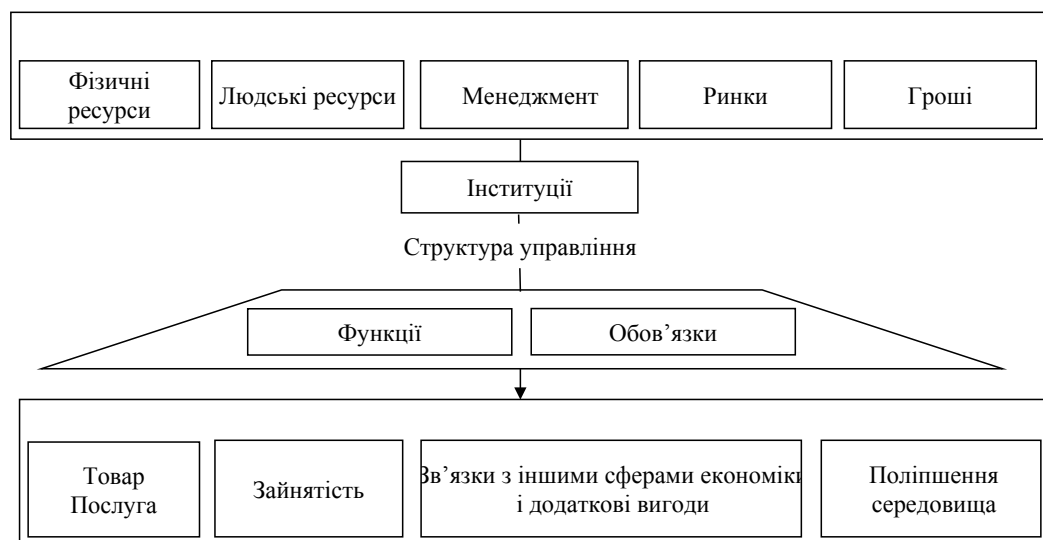 Фізичні
ресурси
Людські ресурси
Менеджмент
Ринки
Гроші
Інституції
Структура управління
Функції
Обов’язки
Товар
Послуга
Зайнятість
Зв’язки з іншими сферами економіки
і додаткові вигоди
Поліпшення
середовища